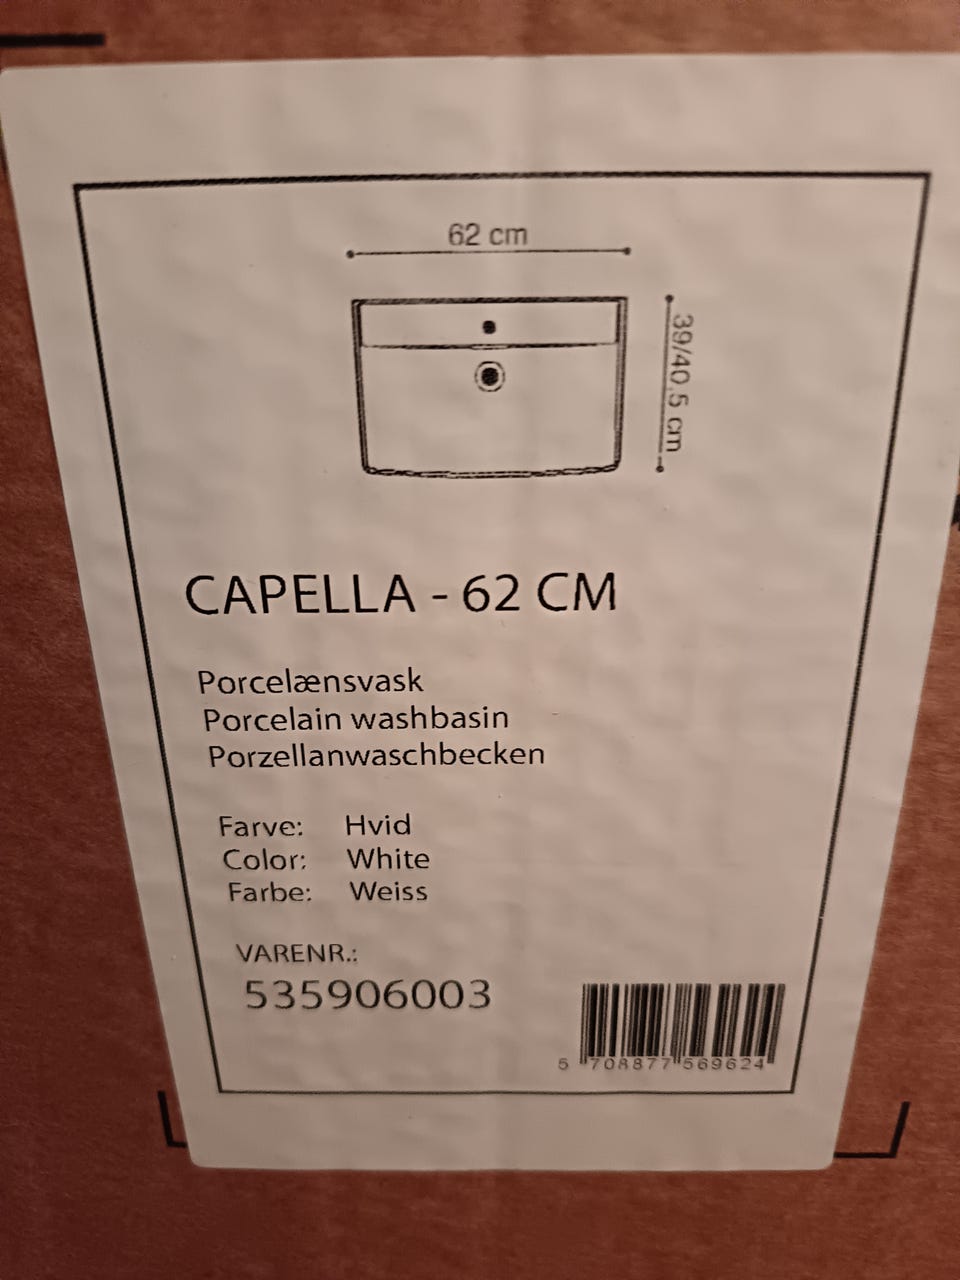 62 cm
39/40,5 cm
CAPELLA - 62 CM
Porcelænsvask
Porcelain washbasin
Porzellanwaschbecken
Farve: Hvid
Color: White
Farbe: Weiss
VARENR.:
535906003
5 708877 569624